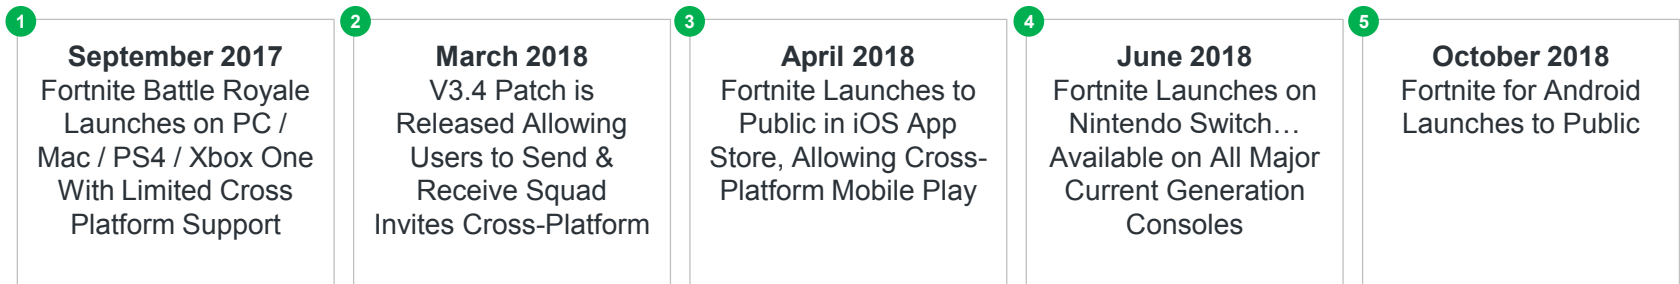 1
September 2017
Fortnite Battle Royale
Launches on PC /
Mac / PS4 / Xbox One
With Limited Cross
Platform Support
2
March 2018
V3.4 Patch is
Released Allowing
Users to Send &
Receive Squad
Invites Cross-Platform
3
April 2018
Fortnite Launches to
Public in iOS App
Store, Allowing Cross-
Platform Mobile Play
4
June 2018
Fortnite Launches on
Nintendo Switch…
Available on All Major
Current Generation
Consoles
5
October 2018
Fortnite for Android
Launches to Public